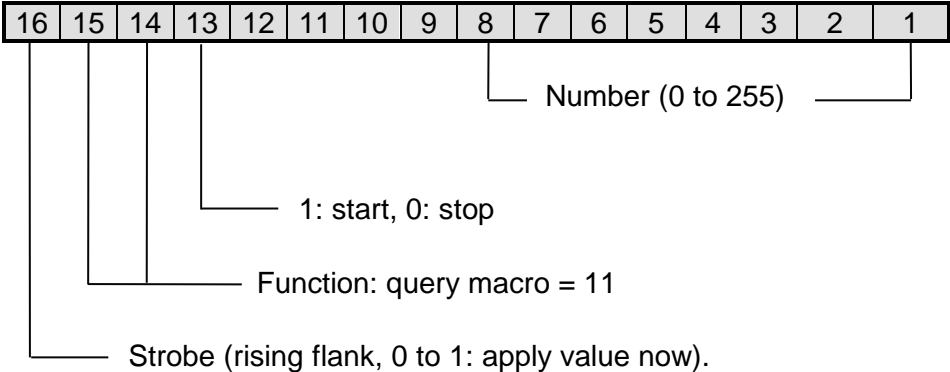 16 15 14 13 12 11 10 9 8 7 6 5 4 3 2 1
Number (0 to 255)
1: start, 0: stop
Function: query macro = 11
Strobe (rising flank, 0 to 1: apply value now).